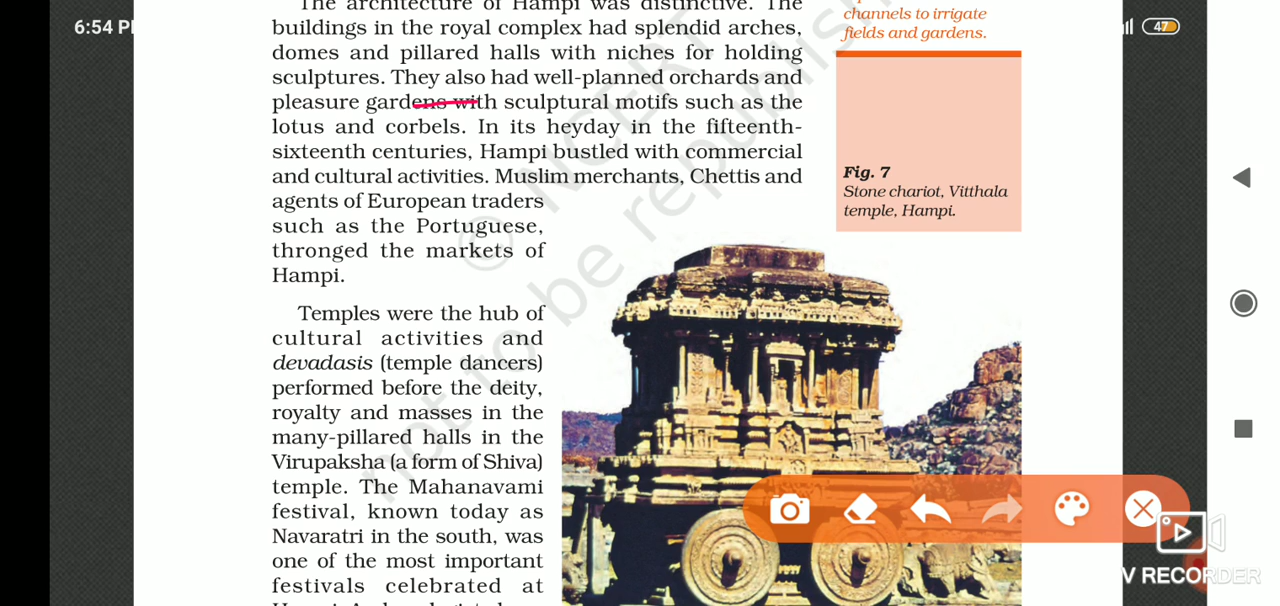 6:54 P
47
The architecture of Hampi was distinctive. The
buildings in the royal complex had splendid arches,
domes and pillared halls with niches for holding
sculptures. They also had well-planned orchards and
pleasure gardens with sculptural motifs such as the
lotus and corbels. In its heyday in the fifteenth-
sixteenth centuries, Hampi bustled with commercial
and cultural activities. Muslim merchants, Chettis and
agents of European traders
such as the Portuguese,
thronged the markets of
Hampi.
Temples were the hub of
cultural activities and
devadasis (temple dancers)
performed before the deity,
royalty and masses in the
many-pillared halls in the
Virupaksha (a form of Shiva)
temple. The Mahanavami
festival, known today as
Navaratri in the south, was
one of the most important
festivals celebrated at
channels to irrigate
fields and gardens.
Fig. 7
Stone chariot, Vitthala
temple, Hampi.
© NCERT
not to be republish
V RECORDER